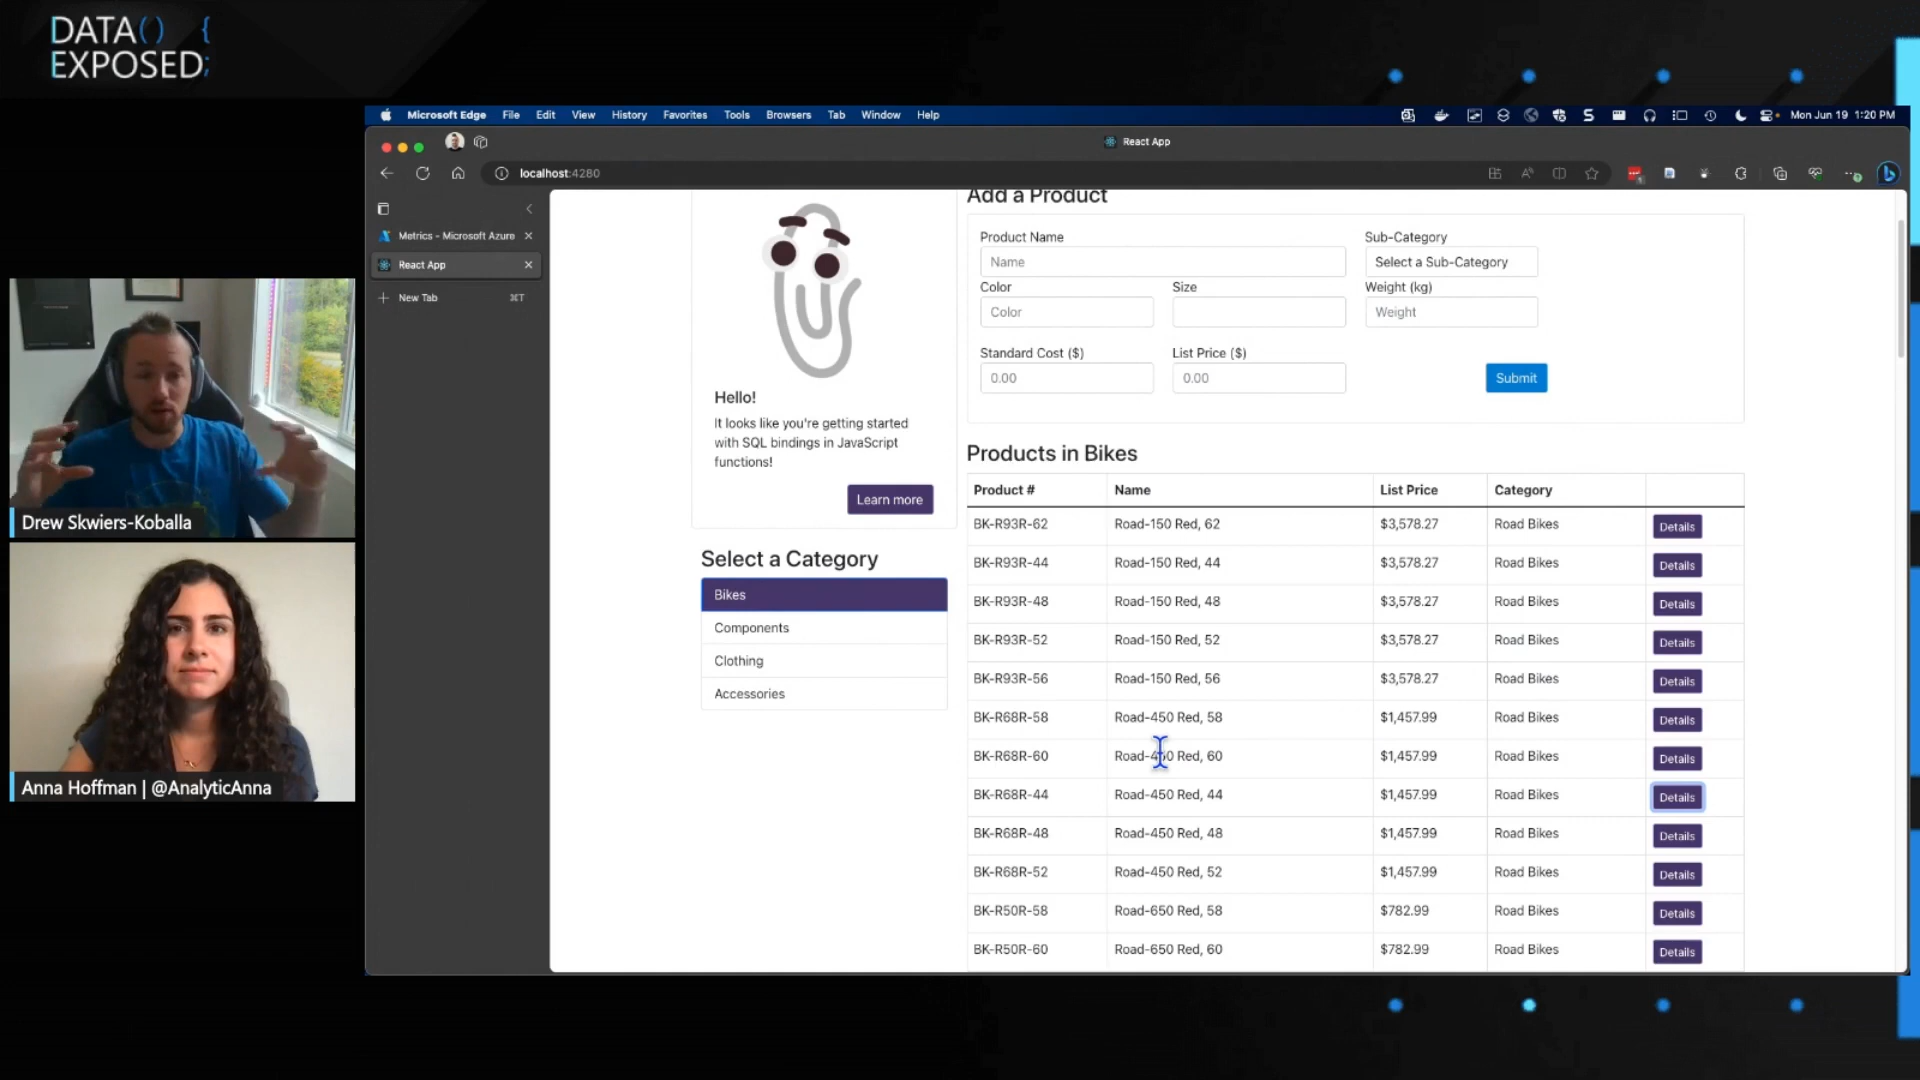 DATA() {
EXPOSED;
Microsoft Edge File Edit View History Favorites Tools Browsers Tab Window Help
Mon Jun 19 1:20 PM
React App
localhost:4280
Metrics - Microsoft Azure
React App
New Tab ⌘T
Drew Skwiers-Koballa
Anna Hoffman | @AnalyticAnna
Hello!
It looks like you're getting started
with SQL bindings in JavaScript
functions!
Learn more
Select a Category
Bikes
Components
Clothing
Accessories
Add a Product
Product Name Sub-Category
Name Select a Sub-Category
Color Size Weight (kg)
Color Weight
Standard Cost ($) List Price ($)
0.00 0.00 Submit
Products in Bikes
Product # Name List Price Category
BK-R93R-62 Road-150 Red, 62 $3,578.27 Road Bikes Details
BK-R93R-44 Road-150 Red, 44 $3,578.27 Road Bikes Details
BK-R93R-48 Road-150 Red, 48 $3,578.27 Road Bikes Details
BK-R93R-52 Road-150 Red, 52 $3,578.27 Road Bikes Details
BK-R93R-56 Road-150 Red, 56 $3,578.27 Road Bikes Details
BK-R68R-58 Road-450 Red, 58 $1,457.99 Road Bikes Details
BK-R68R-60 Road-450 Red, 60 $1,457.99 Road Bikes Details
BK-R68R-44 Road-450 Red, 44 $1,457.99 Road Bikes Details
BK-R68R-48 Road-450 Red, 48 $1,457.99 Road Bikes Details
BK-R68R-52 Road-450 Red, 52 $1,457.99 Road Bikes Details
BK-R50R-58 Road-650 Red, 58 $782.99 Road Bikes Details
BK-R50R-60 Road-650 Red, 60 $782.99 Road Bikes Details